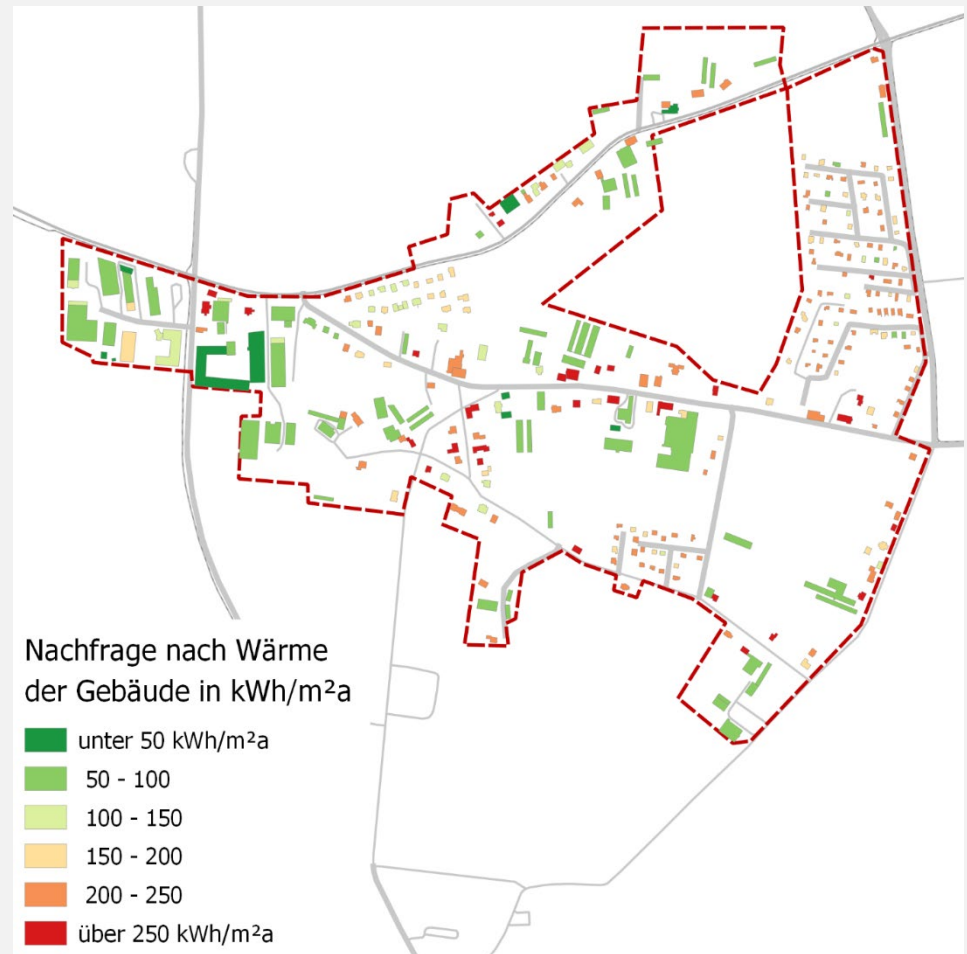 Nachfrage nach Wärme
der Gebäude in kWh/m²a
unter 50 kWh/m²a
50 - 100
100 - 150
150 - 200
200 - 250
über 250 kWh/m²a